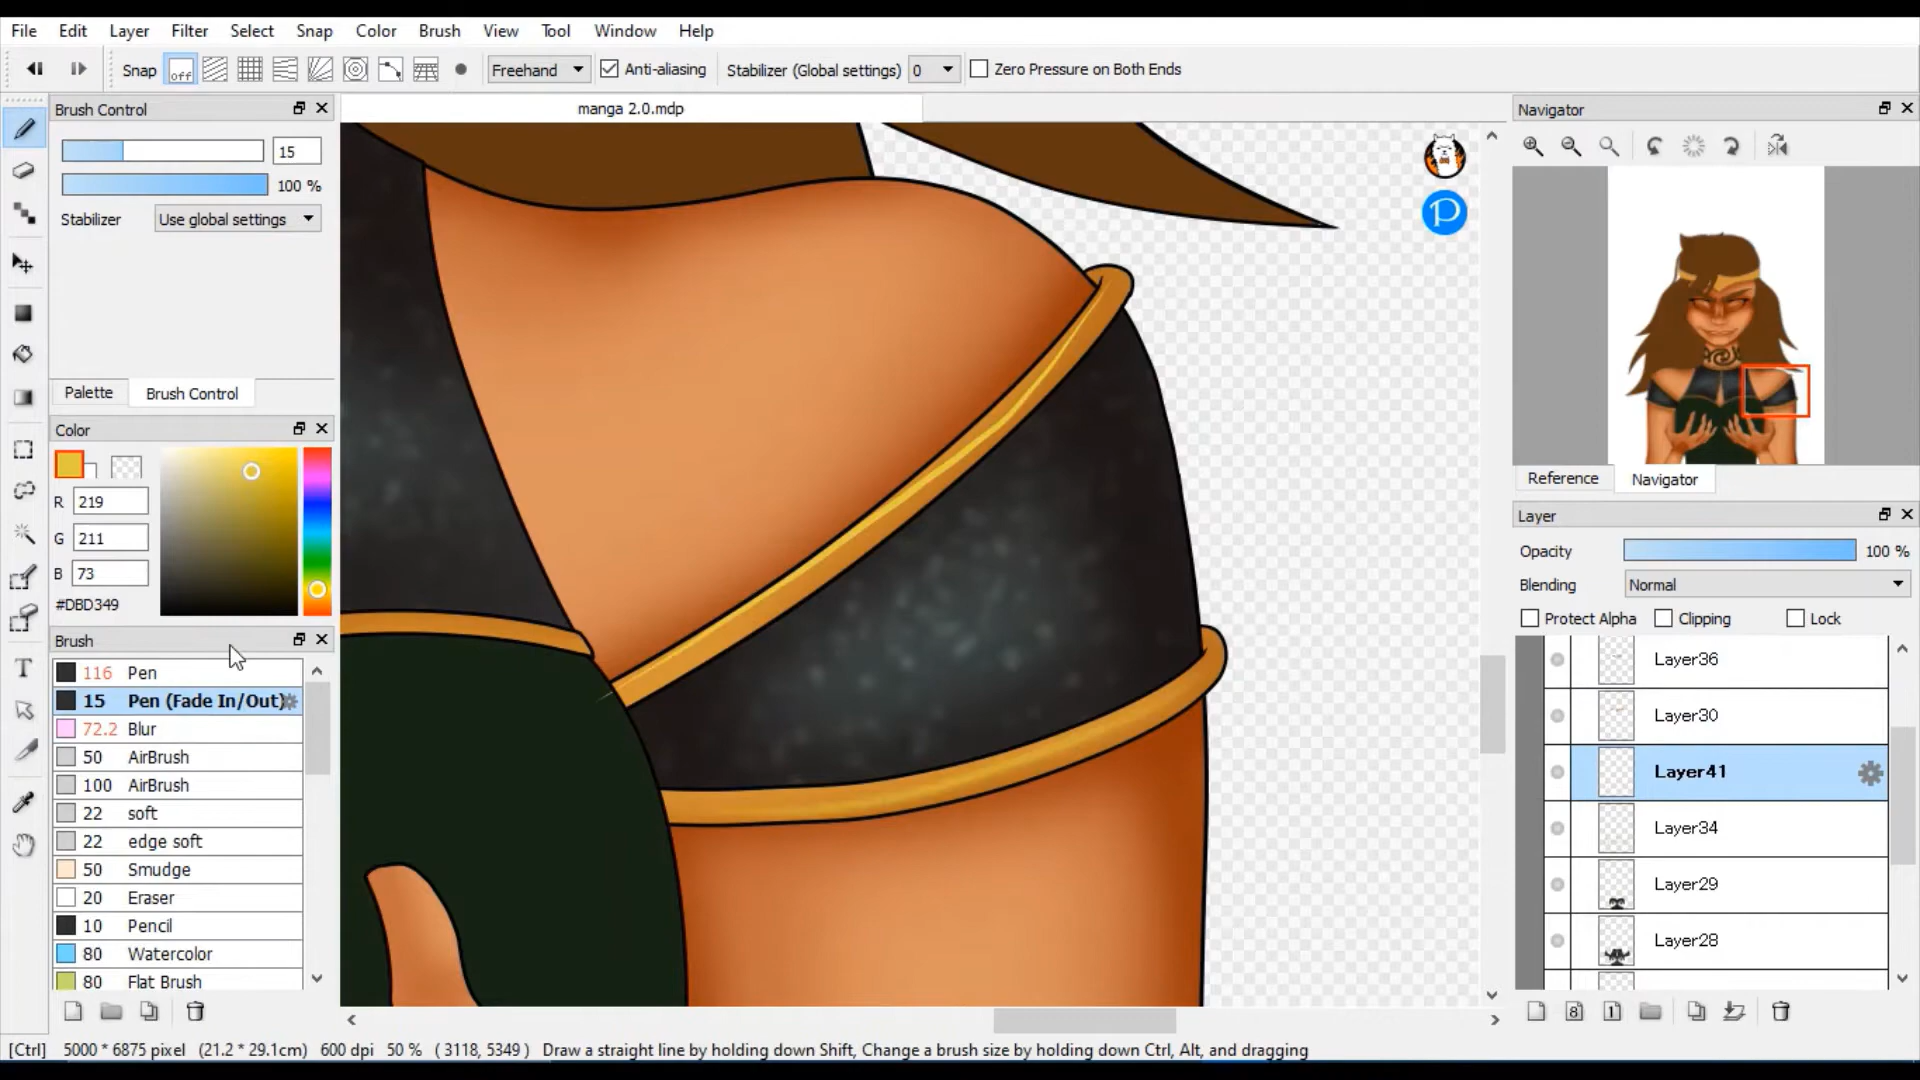 File Edit Layer Filter Select Snap Color Brush View Tool Window Help
Snap off Freehand Anti-aliasing Stabilizer (Global settings) 0 Zero Pressure on Both Ends
Brush Control
manga 2.0.mdp
Navigator
15
100 %
Stabilizer Use global settings
Palette Brush Control
Color
R 219
G 211
B 73
#DBD349
Brush
116 Pen
15 Pen (Fade In/Out)
72.2 Blur
50 AirBrush
100 AirBrush
22 soft
22 edge soft
50 Smudge
20 Eraser
10 Pencil
80 Watercolor
80 Flat Brush
P
Reference Navigator
Layer
Opacity 100 %
Blending Normal
Protect Alpha Clipping Lock
Layer36
Layer30
Layer41
Layer34
Layer29
Layer28
T
8 1
[Ctrl] 5000 * 6875 pixel (21.2 * 29.1cm) 600 dpi 50 % ( 3118, 5349 ) Draw a straight line by holding down Shift, Change a brush size by holding down Ctrl, Alt, and dragging